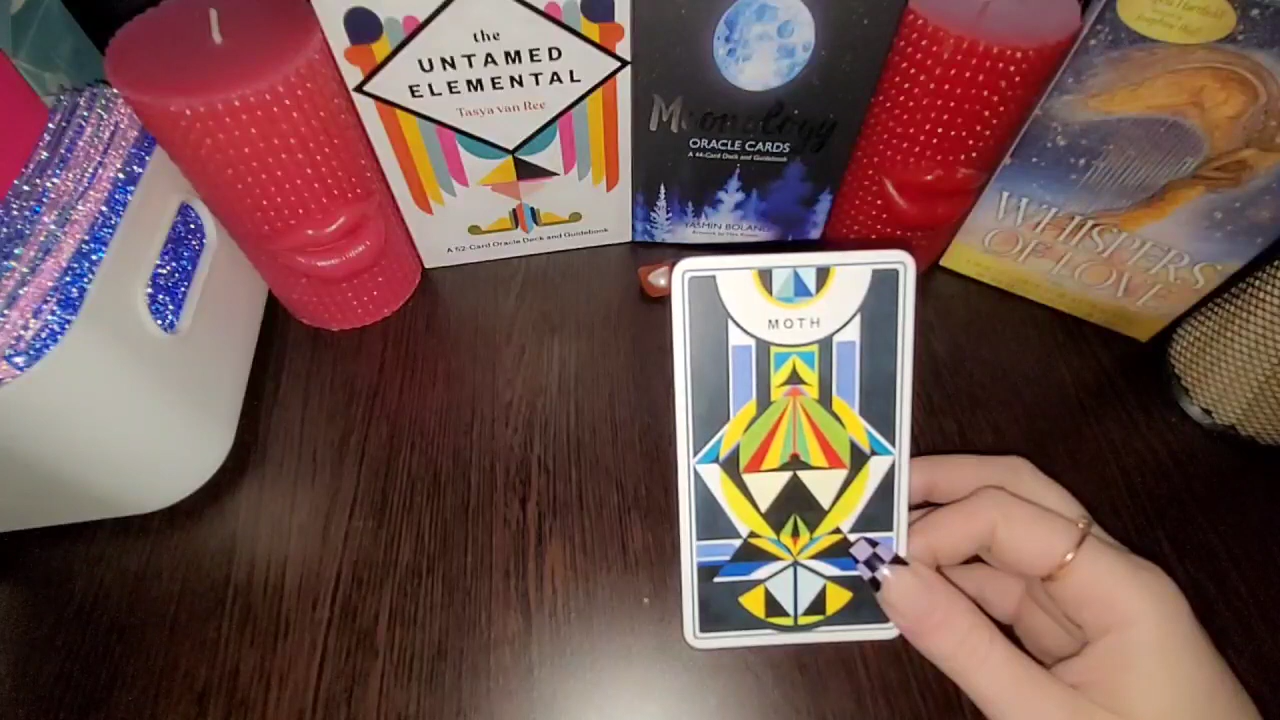 the
UNTAMED
ELEMENTAL
Tasya van Ree
A 52-Card Oracle Deck and Guidebook
Moonology
ORACLE CARDS
A 44-Card Deck and Guidebook
YASMIN BOLAND
WHISPERS
OF LOVE
MOTH